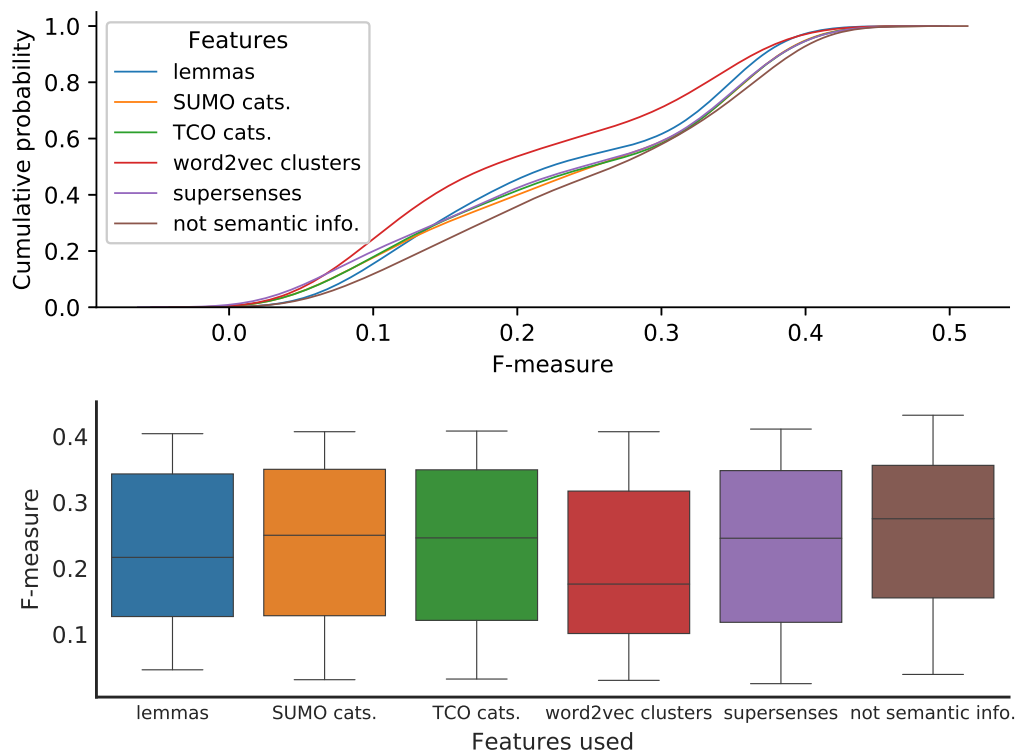 1.0
0.8
0.6
0.4
0.2
0.0
Cumulative probability
Features
lemmas
SUMO cats.
TCO cats.
word2vec clusters
supersenses
not semantic info.
0.0 0.1 0.2 0.3 0.4 0.5
F-measure
0.4
0.3
0.2
0.1
F-measure
lemmas SUMO cats. TCO cats. word2vec clusters supersenses not semantic info.
Features used